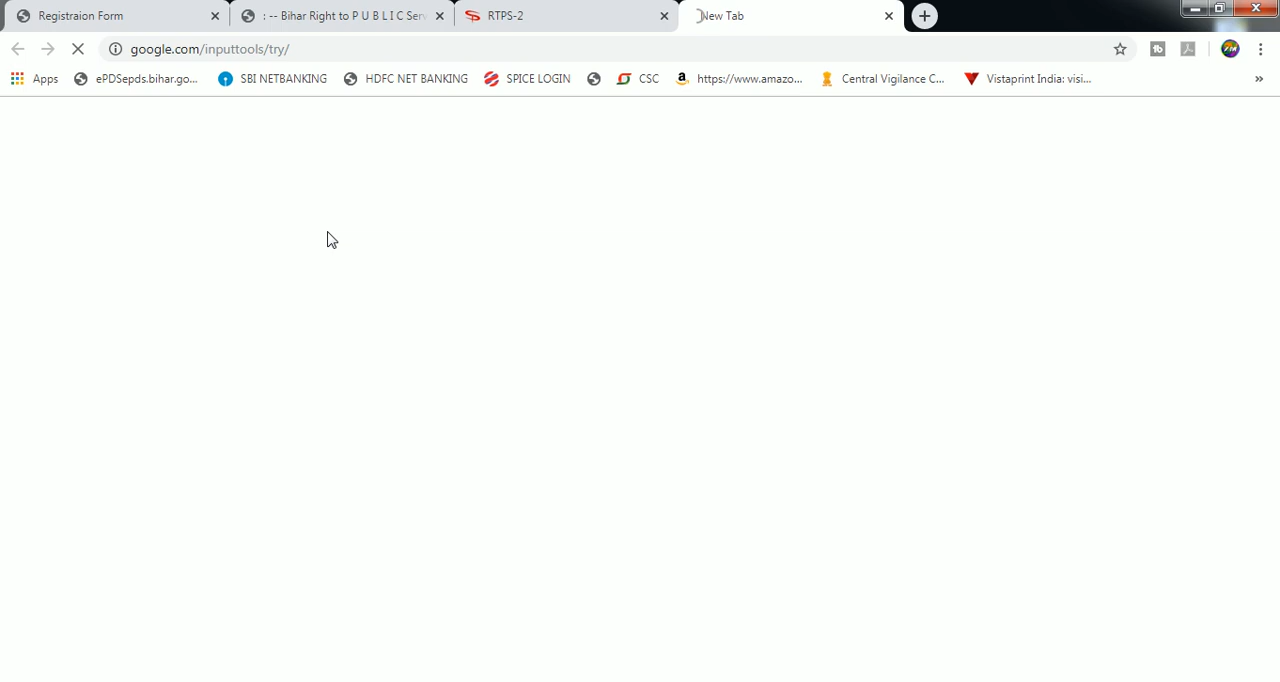 Registraion Form
: -- Bihar Right to P U B L I C Serv
RTPS-2
New Tab
google.com/inputtools/try/
Apps
ePDSepds.bihar.go...
SBI NETBANKING
HDFC NET BANKING
SPICE LOGIN
CSC
https://www.amazo...
Central Vigilance C...
Vistaprint India: visi...
»